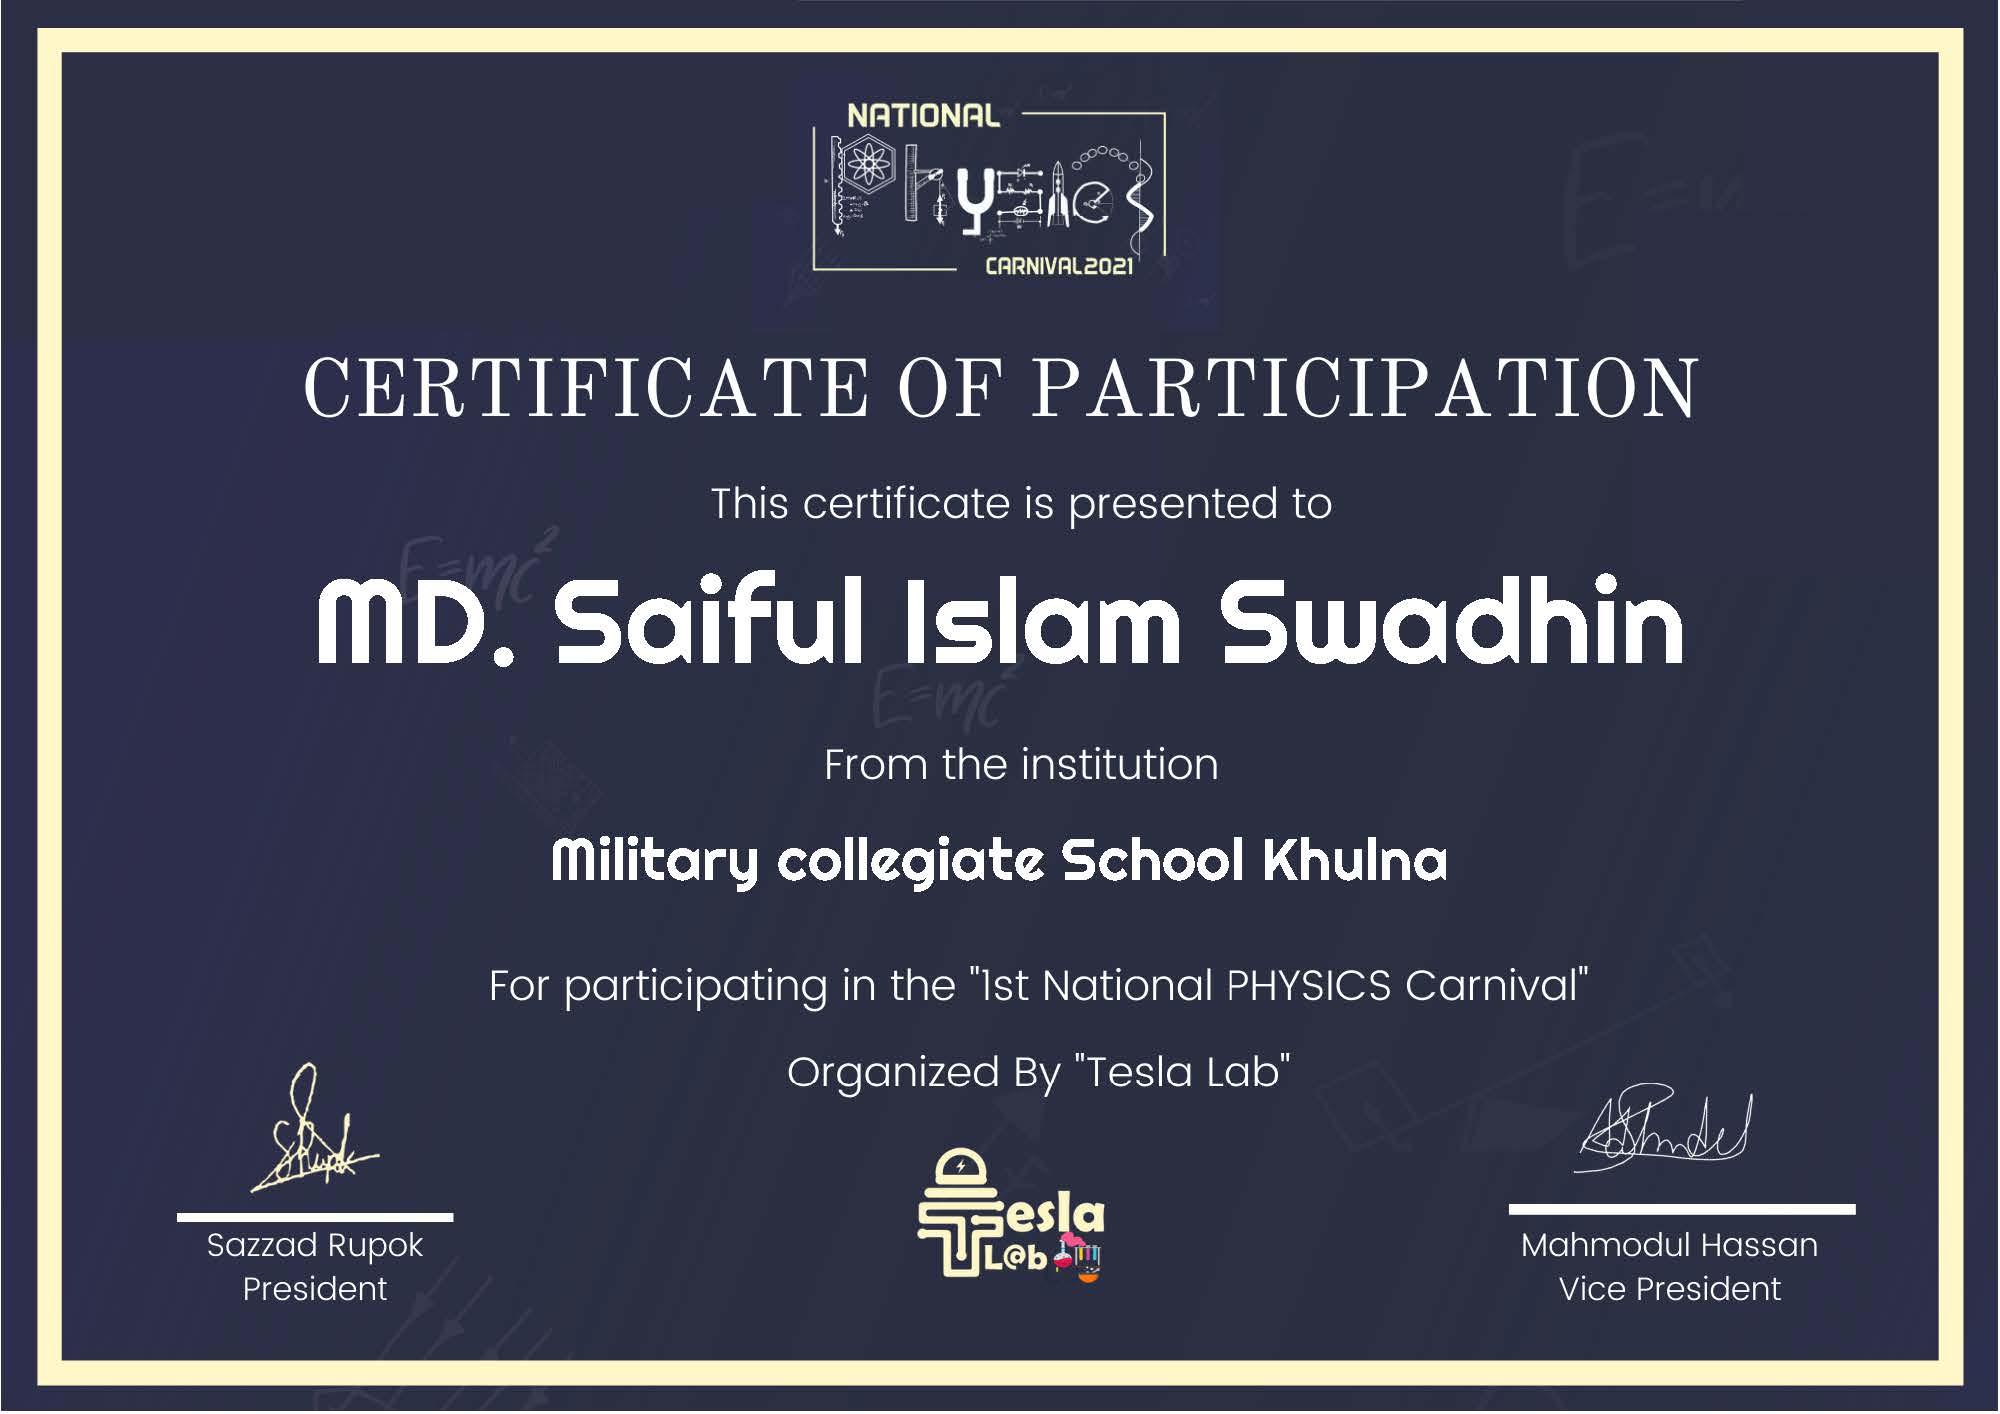 NATIONAL
Physics
CARNIVAL2021
CERTIFICATE OF PARTICIPATION
This certificate is presented to
E=mc²
MD. Saiful Islam Swadhin
E=mc²
From the institution
Military collegiate School Khulna
For participating in the "1st National PHYSICS Carnival"
Organized By "Tesla Lab"
Tesla
L@b
Sazzad Rupok
President
Mahmodul Hassan
Vice President